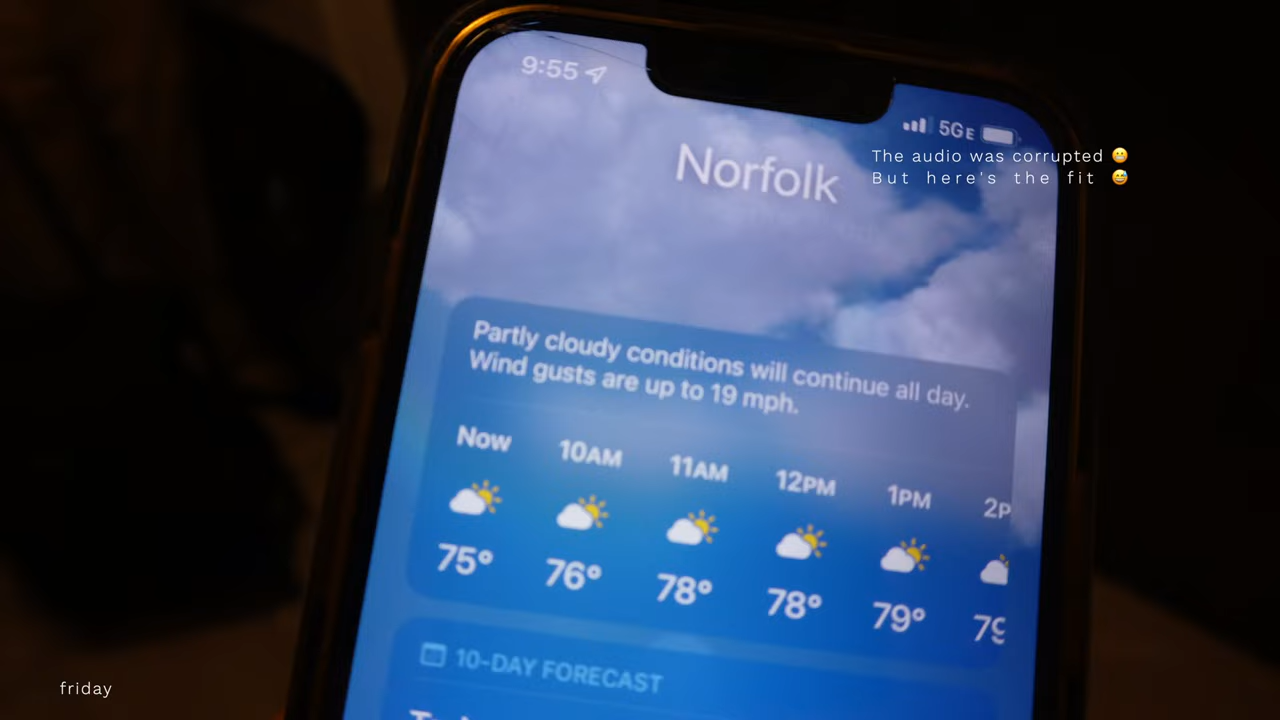 9:55
5GE
Norfolk
The audio was corrupted 😬
But here's the fit 😅
Partly cloudy conditions will continue all day.
Wind gusts are up to 19 mph.
Now 10AM 11AM 12PM 1PM
75° 76° 78° 78° 79°
10-DAY FORECAST
friday